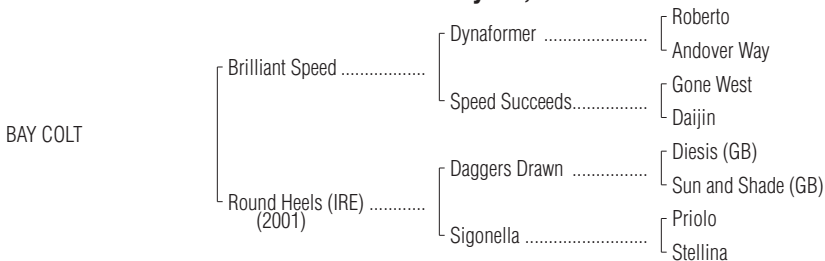 Roberto
Dynaformer ......................
Andover Way
Brilliant Speed ..................
Gone West
Speed Succeeds................
Daijin
BAY COLT
Diesis (GB)
Daggers Drawn ................
Sun and Shade (GB)
Round Heels (IRE) ............
(2001)
Priolo
Sigonella ..........................
Stellina